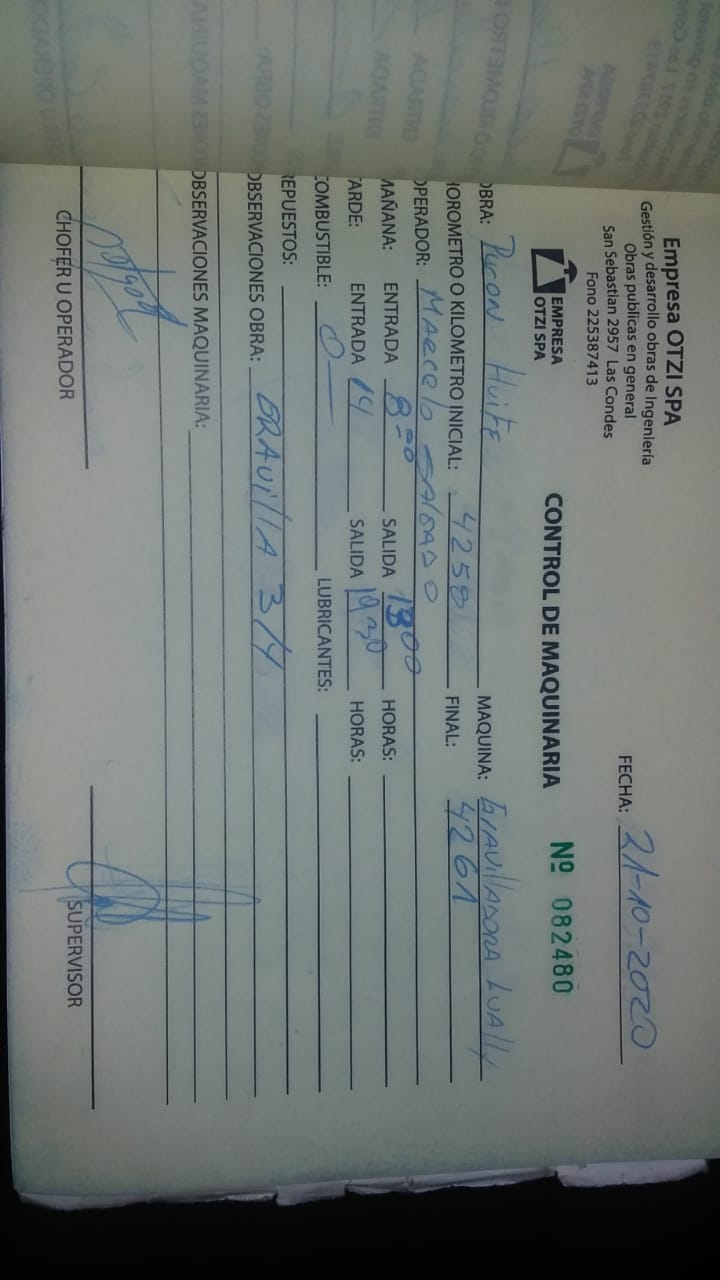 Empresa OTZI SPA
Gestión y desarrollo obras de Ingeniería
Obras publicas en general
San Sebastian 2957 Las Condes
Fono 225387413
FECHA: 21-10-2020
EMPRESA
OTZI SPA
CONTROL DE MAQUINARIA Nº 082480
OBRA: Pucon Huife MAQUINA: GravillADORA
HOROMETRO O KILOMETRO INICIAL: 4258 FINAL: 4261
OPERADOR: MARCELO SALGADO
MAÑANA: ENTRADA 8=00 SALIDA 1300 HORAS:
TARDE: ENTRADA 14 SALIDA 19,30 HORAS:
COMBUSTIBLE: 0— LUBRICANTES:
REPUESTOS:
OBSERVACIONES OBRA: GRAVILLA 3/4
OBSERVACIONES MAQUINARIA:
CHOFER U OPERADOR SUPERVISOR